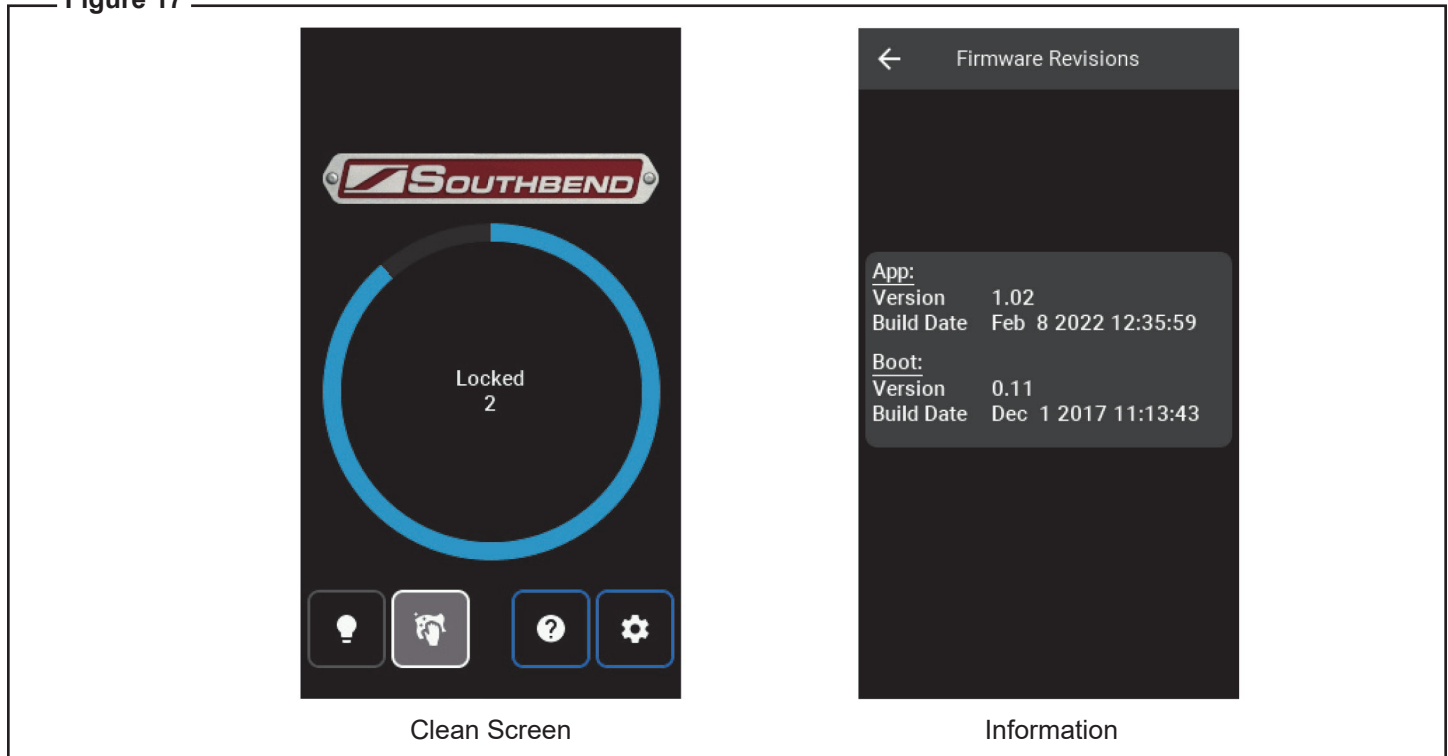 Figure 17
SOUTHBEND
Locked
2
Clean Screen
Firmware Revisions
App:
Version 1.02
Build Date Feb 8 2022 12:35:59
Boot:
Version 0.11
Build Date Dec 1 2017 11:13:43
Information